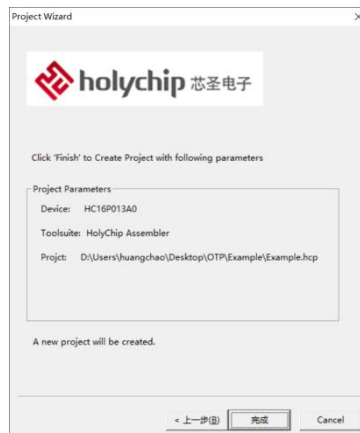 Project Wizard
holychip 芯圣电子
Click 'Finish' to Create Project with following parameters
Project Parameters
Device: HC16P013A0
Toolsuite: HolyChip Assembler
Projct: D:\Users\huangchao\Desktop\OTP\Example\Example.hcp
A new project will be created.
< 上一步(B) 完成 Cancel